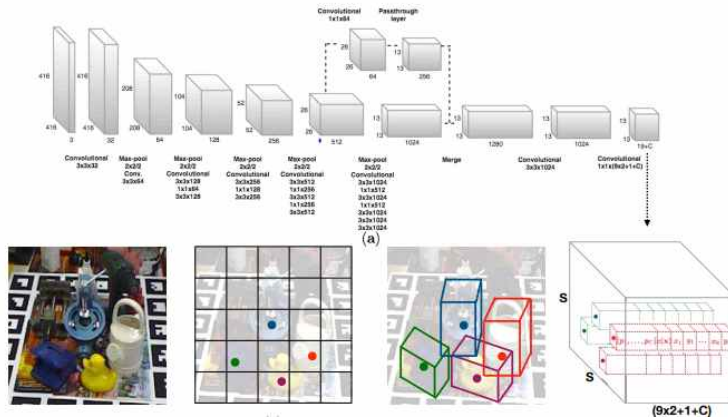 Convolutional
1x1x64
Passthrough
layer
416
416
3
416
416
32
208
208
64
104
104
128
52
52
256
26
26
512
26
26
64
13
13
256
13
13
1024
13
13
1280
13
13
1024
13
13
19+C
Convolutional
3x3x32
Max-pool
2x2/2
Conv.
3x3x64
Max-pool
2x2/2
Convolutional
3x3x128
1x1x64
3x3x128
Max-pool
2x2/2
Convolutional
3x3x256
1x1x128
3x3x256
Max-pool
2x2/2
Convolutional
3x3x512
1x1x256
3x3x512
1x1x256
3x3x512
Max-pool
2x2/2
Convolutional
3x3x1024
1x1x512
3x3x1024
1x1x512
3x3x1024
3x3x1024
3x3x1024
Merge
Convolutional
3x3x1024
Convolutional
1x1x(9x2+1+C)
(a)
S
S
(9x2+1+C)